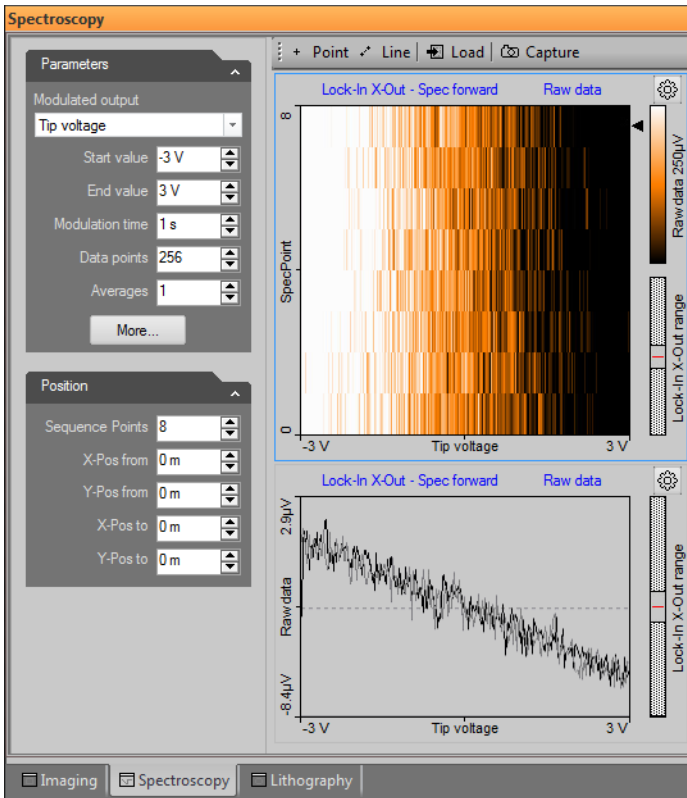 Spectroscopy
Parameters
Modulated output
Tip voltage
Start value -3 V
End value 3 V
Modulation time 1 s
Data points 256
Averages 1
More...
Position
Sequence Points 8
X-Pos from 0 m
Y-Pos from 0 m
X-Pos to 0 m
Y-Pos to 0 m
+ Point Line Load Capture
Lock-In X-Out - Spec forward Raw data
8
SpecPoint
0
-3 V Tip voltage 3 V
Raw data 250µV
Lock-In X-Out range
Lock-In X-Out - Spec forward Raw data
2.9µV
Raw data
-8.4µV
-3 V Tip voltage 3 V
Lock-In X-Out range
Imaging Spectroscopy Lithography